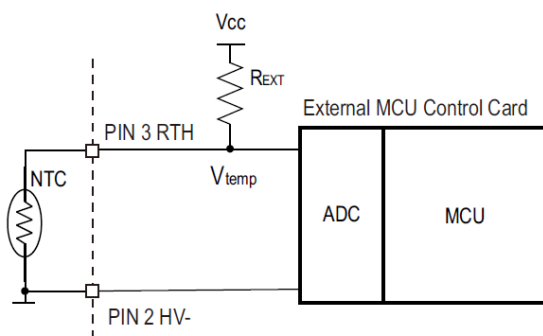 Vcc
REXT
External MCU Control Card
PIN 3 RTH
NTC
Vtemp
ADC
MCU
PIN 2 HV-